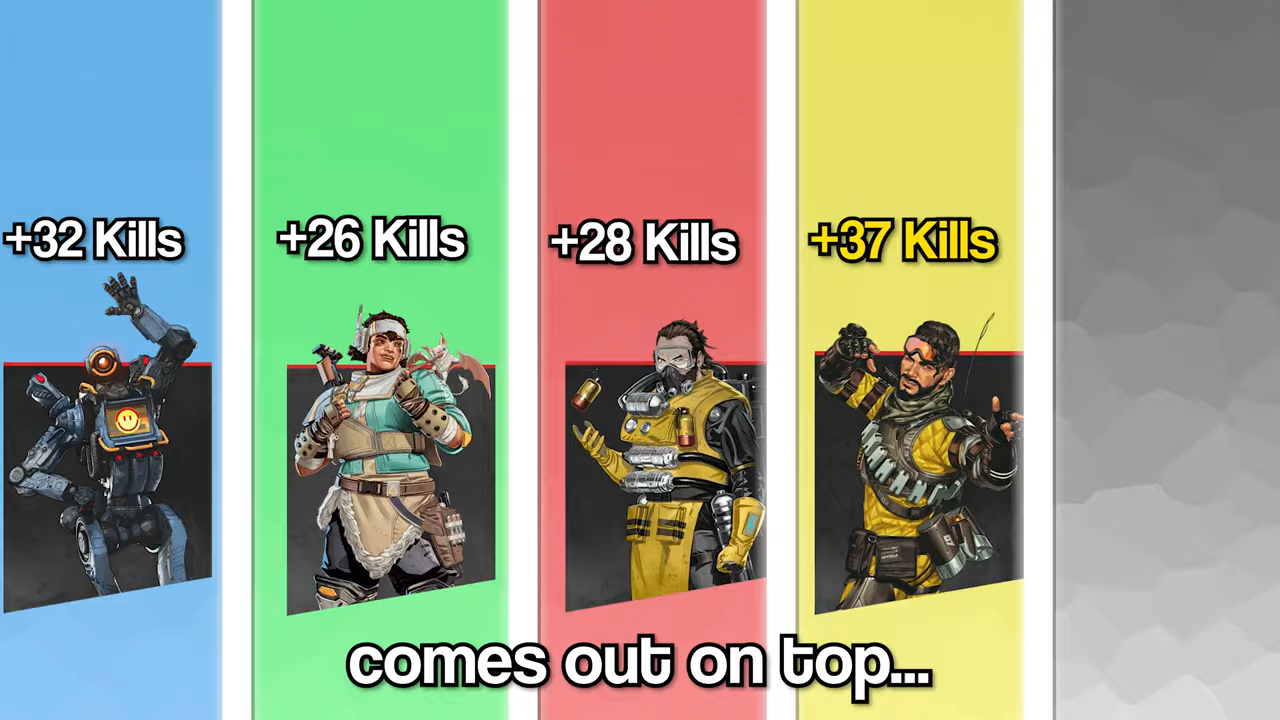 +32 Kills
+26 Kills
+28 Kills
+37 Kills
comes out on top...